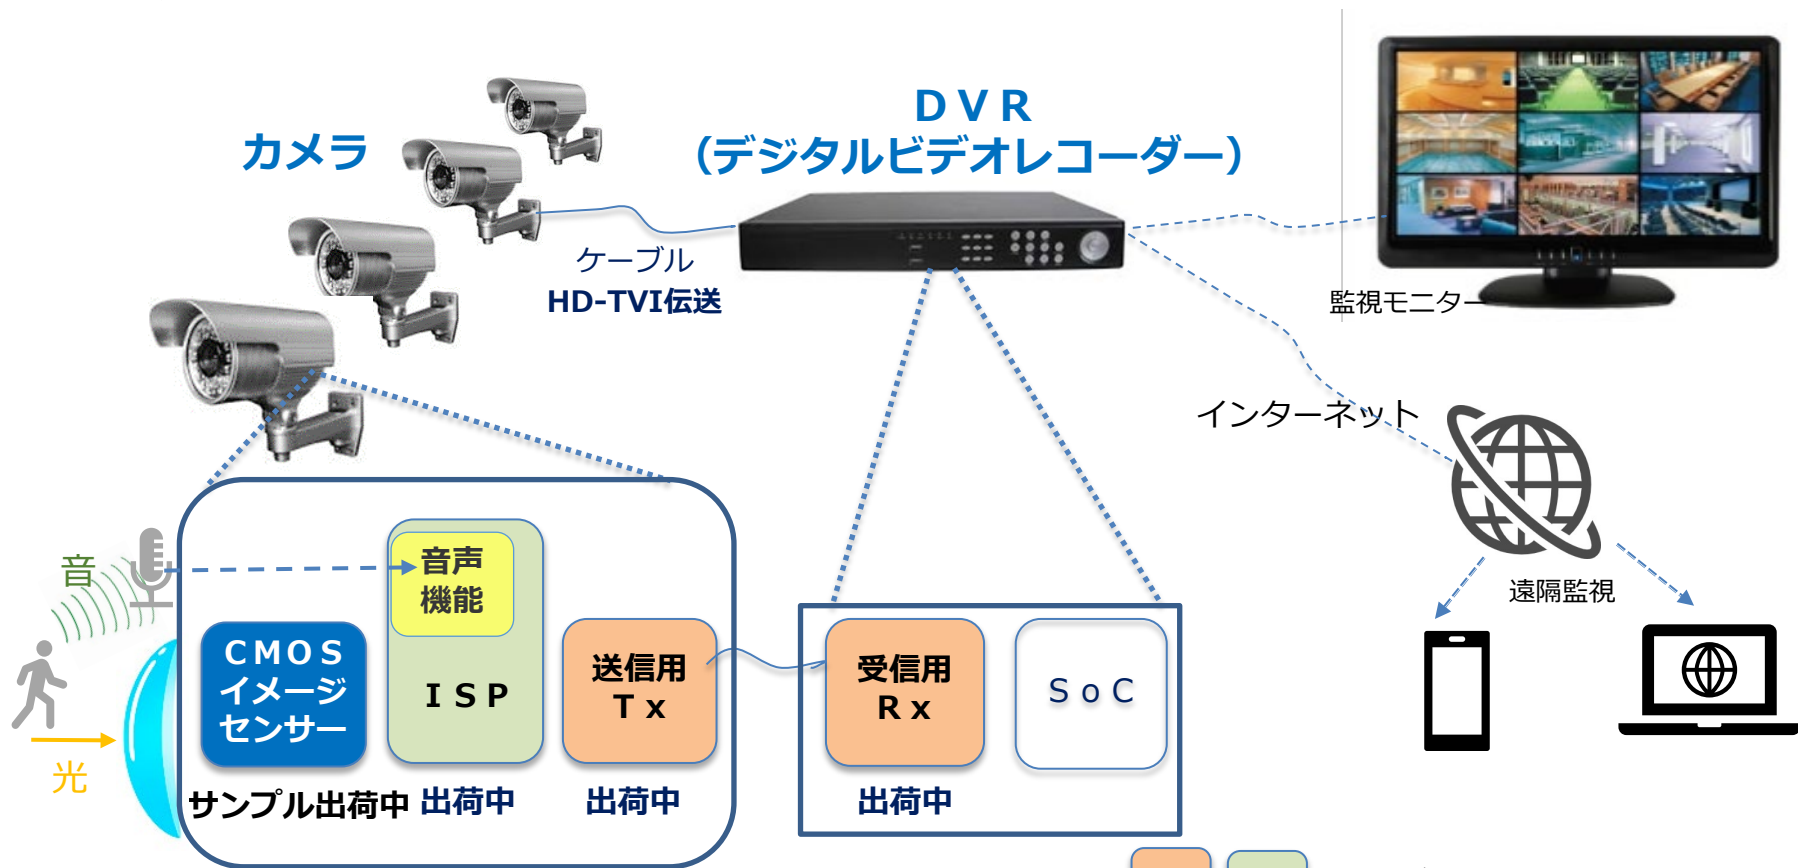 DVR
（デジタルビデオレコーダー）
カメラ
ケーブル
HD-TVI伝送
監視モニター
インターネット
遠隔監視
音
光
音声
機能
CMOS
イメージ
センサー
ISP
送信用
Tx
受信用
Rx
SoC
サンプル出荷中
出荷中
出荷中
出荷中